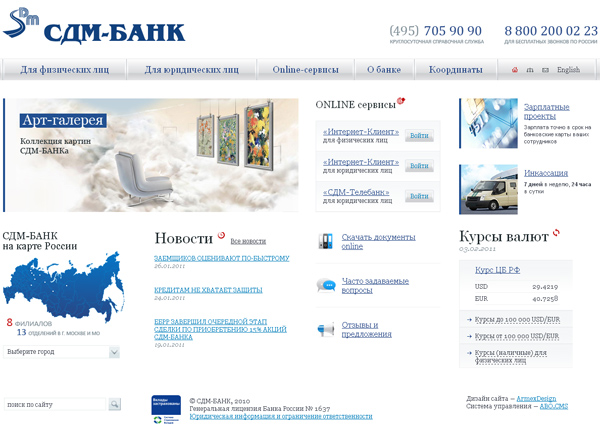 SDM
СДМ-БАНК
(495) 705 90 90
КРУГЛОСУТОЧНАЯ СПРАВОЧНАЯ СЛУЖБА
8 800 200 02 23
ДЛЯ БЕСПЛАТНЫХ ЗВОНКОВ ПО РОССИИ
Для физических лиц
Для юридических лиц
Online-сервисы
О банке
Координаты
English
Арт-галерея
Коллекция картин
СДМ-БАНКа
ONLINE сервисы
«Интернет-Клиент»
для физических лиц
Войти
«Интернет-Клиент»
для юридических лиц
Войти
«СДМ-Телебанк»
для юридических лиц
Войти
Зарплатные
проекты
Зарплата точно в срок на
банковские карты ваших
сотрудников
Инкассация
7 дней в неделю, 24 часа
в сутки
СДМ-БАНК
на карте России
8 ФИЛИАЛОВ
13 ОТДЕЛЕНИЙ В Г. МОСКВЕ И МО
Выберите город
Новости
Все новости
ЗАЕМЩИКОВ ОЦЕНИВАЮТ ПО-БЫСТРОМУ
26.01.2011
КРЕДИТАМ НЕ ХВАТАЕТ ЗАЩИТЫ
24.01.2011
ЕБРР ЗАВЕРШИЛ ОЧЕРЕДНОЙ ЭТАП
СДЕЛКИ ПО ПРИОБРЕТЕНИЮ 15% АКЦИЙ
СДМ-БАНКА
19.01.2011
Скачать документы
online
Часто задаваемые
вопросы
Отзывы и
предложения
Курсы валют
03.02.2011
Курс ЦБ РФ
USD 29.4219
EUR 40.7258
Курсы до 100 000 USD/EUR
Курсы от 100 000 USD/EUR
Курсы (наличные) для
физических лиц
поиск по сайту
Вклады
застрахованы
© СДМ-БАНК, 2010
Генеральная лицензия Банка России № 1637
Юридическая информация и ограничение ответственности
Дизайн сайта — ArmexDesign
Система управления — ABO.CMS